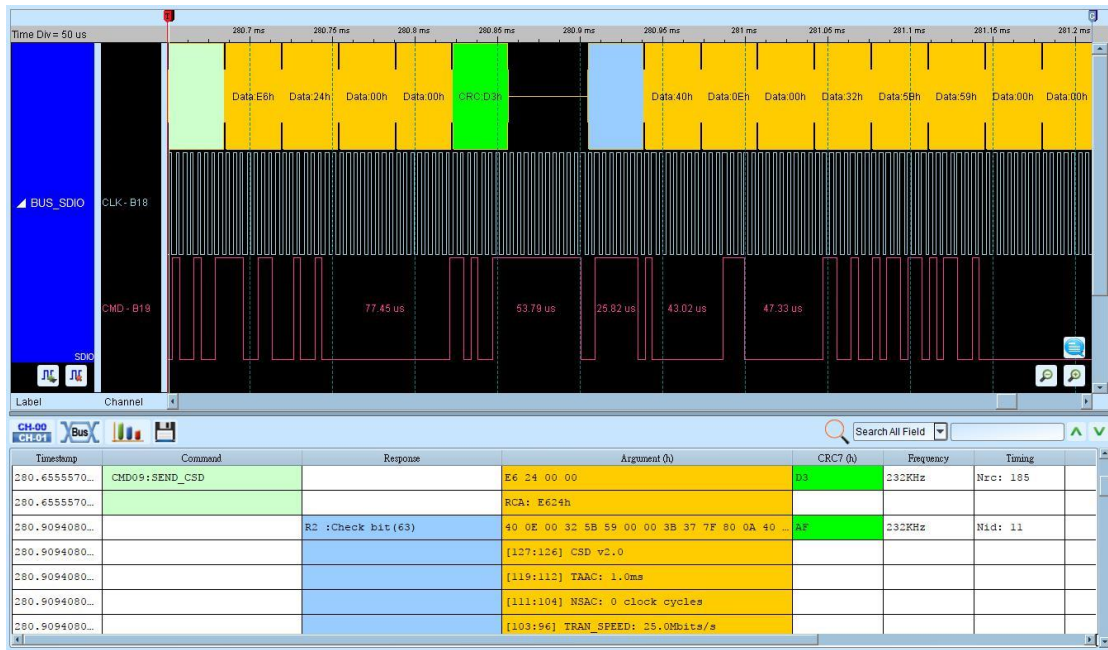 Time Div = 50 us
280.7 ms 280.75 ms 280.8 ms 280.85 ms 280.9 ms 280.95 ms 281 ms 281.05 ms 281.1 ms 281.15 ms 281.2 ms
Data:E6h Data:24h Data:00h Data:00h CRC:D3h Data:40h Data:0Eh Data:00h Data:32h Data:5Bh Data:59h Data:00h Data:00h
BUS_SDIO CLK - B18
CMD - B19 77.45 us 53.79 us 25.82 us 43.02 us 47.33 us
SDIO
Label Channel
CH-00
CH-01 Bus Search All Field
Timestamp Command Response Argument (h) CRC7 (h) Frequency Timing
280.6555570... CMD09:SEND_CSD E6 24 00 00 D3 232KHz Nrc: 185
280.6555570... RCA: E624h
280.9094080... R2 :Check bit(63) 40 0E 00 32 5B 59 00 00 3B 37 7F 80 0A 40 ... AF 232KHz Nid: 11
280.9094080... [127:126] CSD v2.0
280.9094080... [119:112] TAAC: 1.0ms
280.9094080... [111:104] NSAC: 0 clock cycles
280.9094080... [103:96] TRAN_SPEED: 25.0Mbits/s